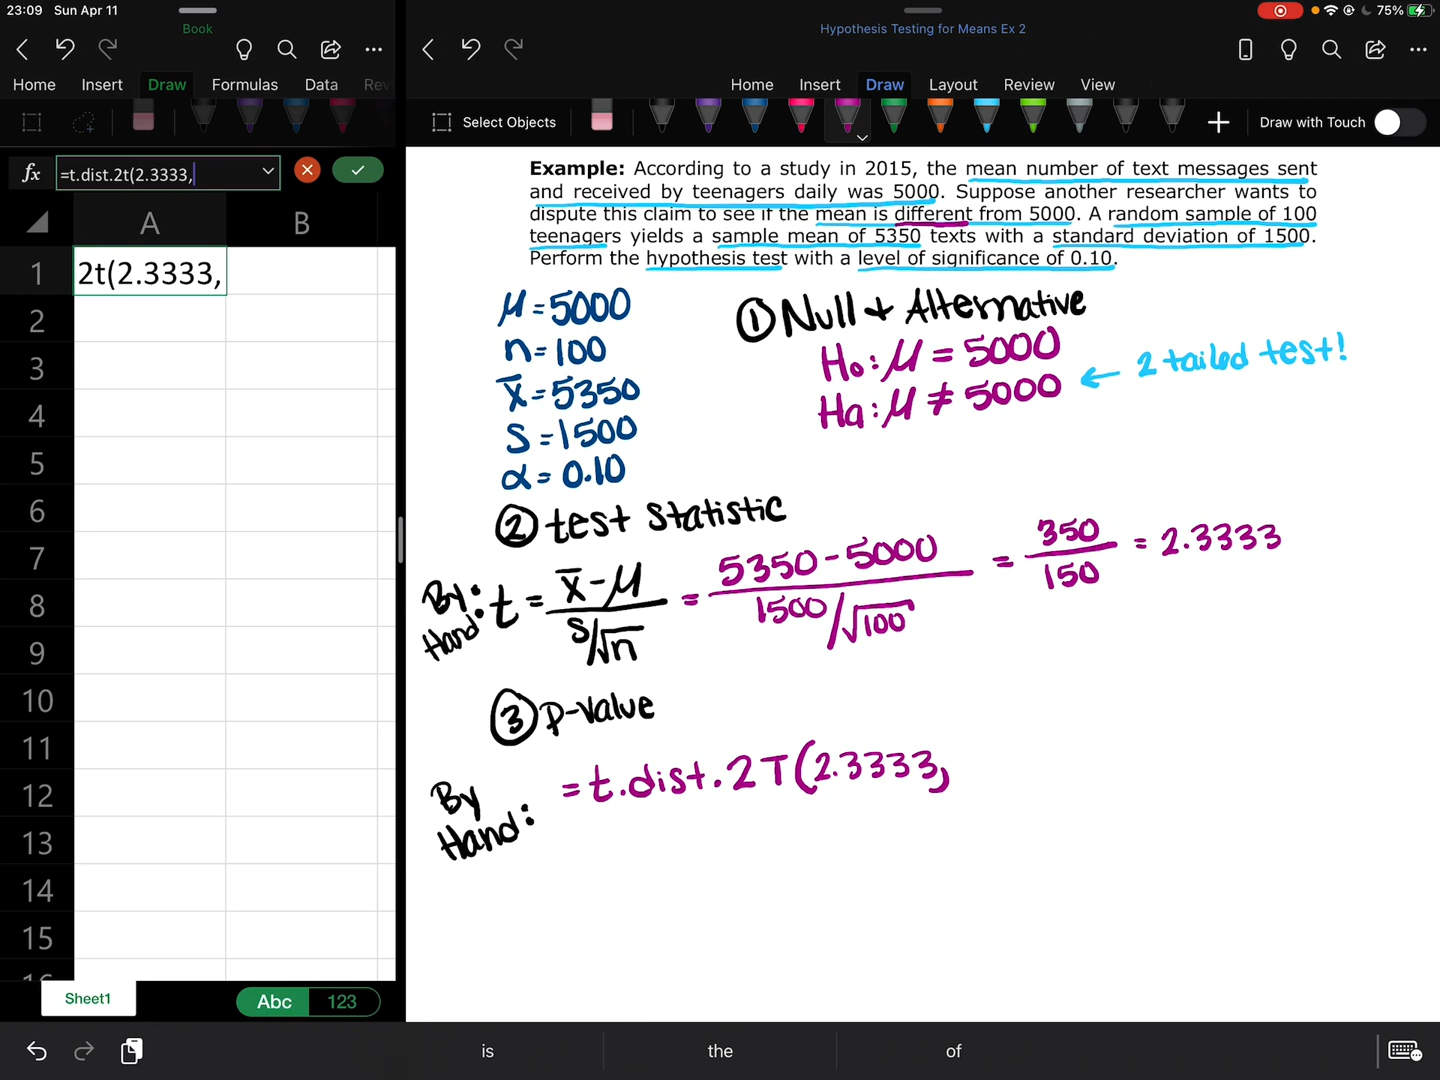 23:09 Sun Apr 11
75%
Book
Home Insert Draw Formulas Data Rev
fx =t.dist.2t(2.3333,
A B
1 2t(2.3333,
2
3
4
5
6
7
8
9
10
11
12
13
14
15
Sheet1
Abc 123
Hypothesis Testing for Means Ex 2
Home Insert Draw Layout Review View
Select Objects
Draw with Touch
Example: According to a study in 2015, the mean number of text messages sent
and received by teenagers daily was 5000. Suppose another researcher wants to
dispute this claim to see if the mean is different from 5000. A random sample of 100
teenagers yields a sample mean of 5350 texts with a standard deviation of 1500.
Perform the hypothesis test with a level of significance of 0.10.
μ = 5000
n = 100
x̄ = 5350
S = 1500
α = 0.10
① Null + Alternative
Ho: μ = 5000
Ha: μ ≠ 5000
← 2 tailed test!
② test statistic
By Hand: t = x̄ - μ / s/√n = 5350 - 5000 / 1500/√100 = 350 / 150 = 2.3333
③ P-value
By Hand: = t.dist.2T(2.3333,
is the of